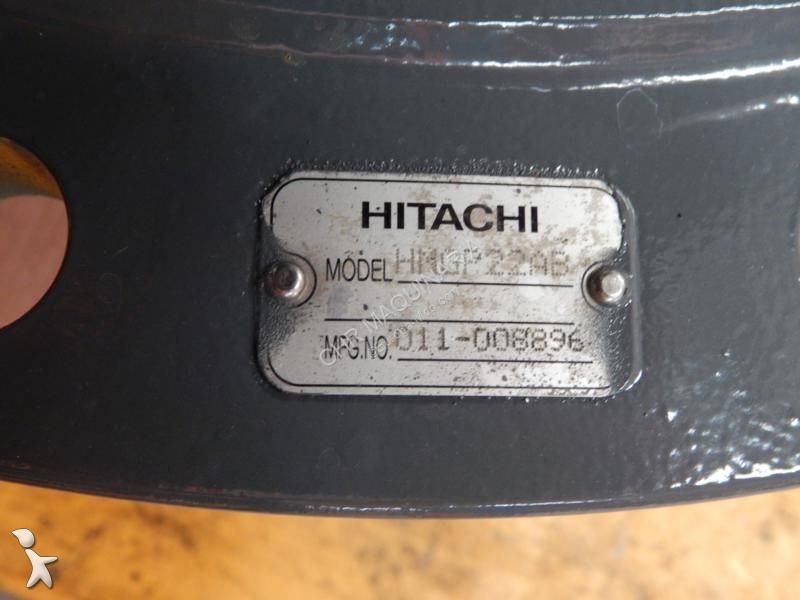 HITACHI
MODEL HMGP22AB
MFG.NO. 011-008896